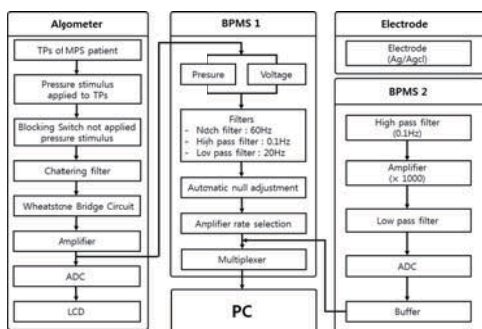 Algometer
TPs of MPS patient
Pressure stimulus
applied to TPs
Blocking Switch not applied
pressure stimulus
Chattering filter
Wheatstone Bridge Circuit
Amplifier
ADC
LCD
BPMS 1
Presure
Voltage
Filters
- Notch filter : 60Hz
- High pass filter : 0.1Hz
- Low pass filter : 20Hz
Automatic null adjustment
Amplifier rate selection
Multiplexer
PC
Electrode
Electrode
(Ag/Agcl)
BPMS 2
High pass filter
(0.1Hz)
Amplifier
(× 1000)
Low pass filter
ADC
Buffer